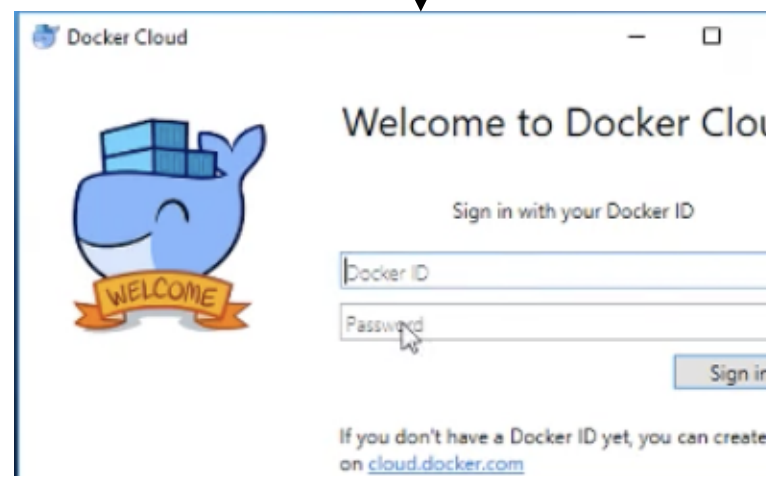 Docker Cloud
Welcome to Docker Clou
Sign in with your Docker ID
Docker ID
Password
WELCOME
Sign in
If you don't have a Docker ID yet, you can create
on cloud.docker.com